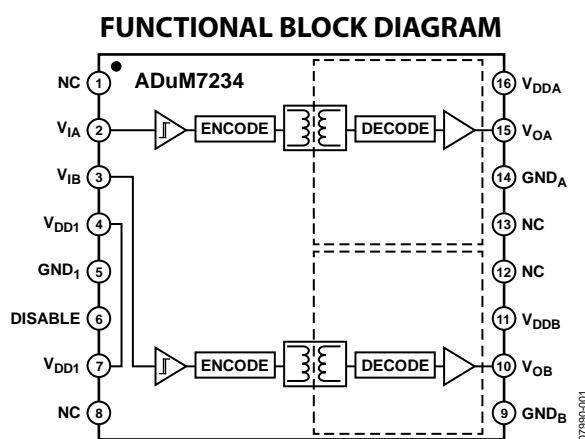 FUNCTIONAL BLOCK DIAGRAM
ADuM7234
NC 1
VIA 2
VIB 3
VDD1 4
GND1 5
DISABLE 6
VDD1 7
NC 8
ENCODE
DECODE
ENCODE
DECODE
16 VDDA
15 VOA
14 GNDA
13 NC
12 NC
11 VDDB
10 VOB
9 GNDB
07990-001